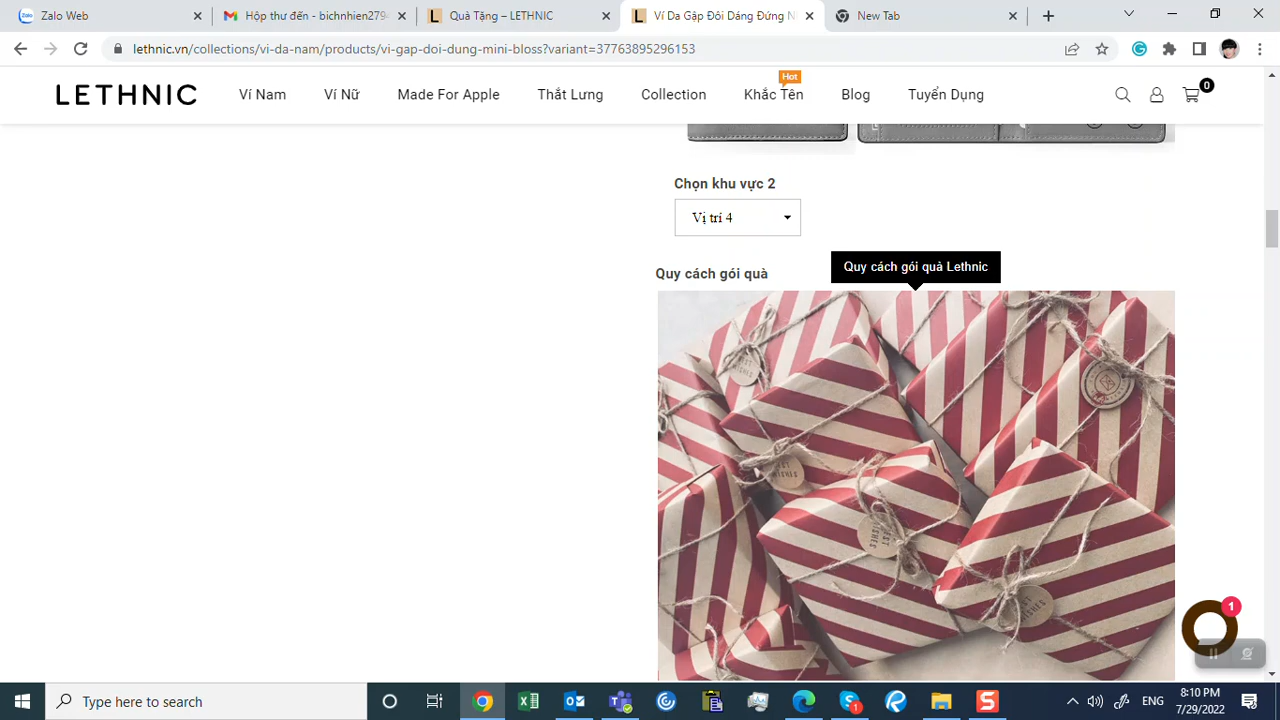 Zalo Web
Hộp thư đến - bichnhien279
Quà Tặng – LETHNIC
Ví Da Gập Đôi Dáng Đứng N
New Tab
lethnic.vn/collections/vi-da-nam/products/vi-gap-doi-dung-mini-bloss?variant=37763895296153
Hot
LETHNIC
Ví Nam
Ví Nữ
Made For Apple
Thắt Lưng
Collection
Khắc Tên
Blog
Tuyển Dụng
0
Chọn khu vực 2
Vị trí 4
Quy cách gói quà
Quy cách gói quà Lethnic
BEST
WISHES
1
Type here to search
1
ENG
8:10 PM
7/29/2022